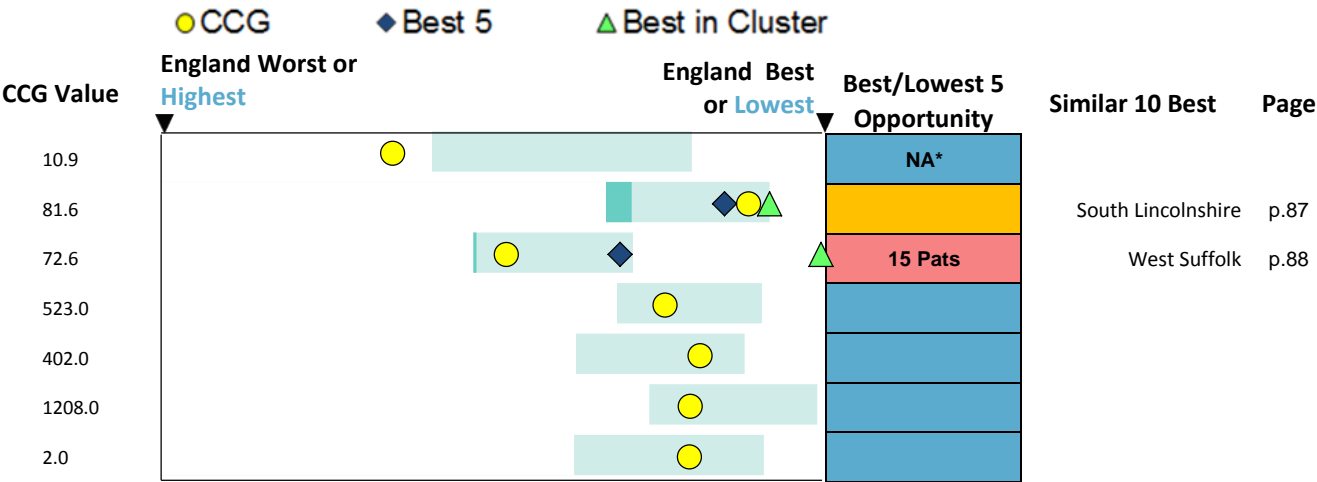 CCG Best 5 Best in Cluster
CCG Value
England Worst or
Highest
England Best
or Lowest
Best/Lowest 5
Opportunity
Similar 10 Best
Page
10.9 NA*
81.6 South Lincolnshire p.87
72.6 15 Pats West Suffolk p.88
523.0
402.0
1208.0
2.0